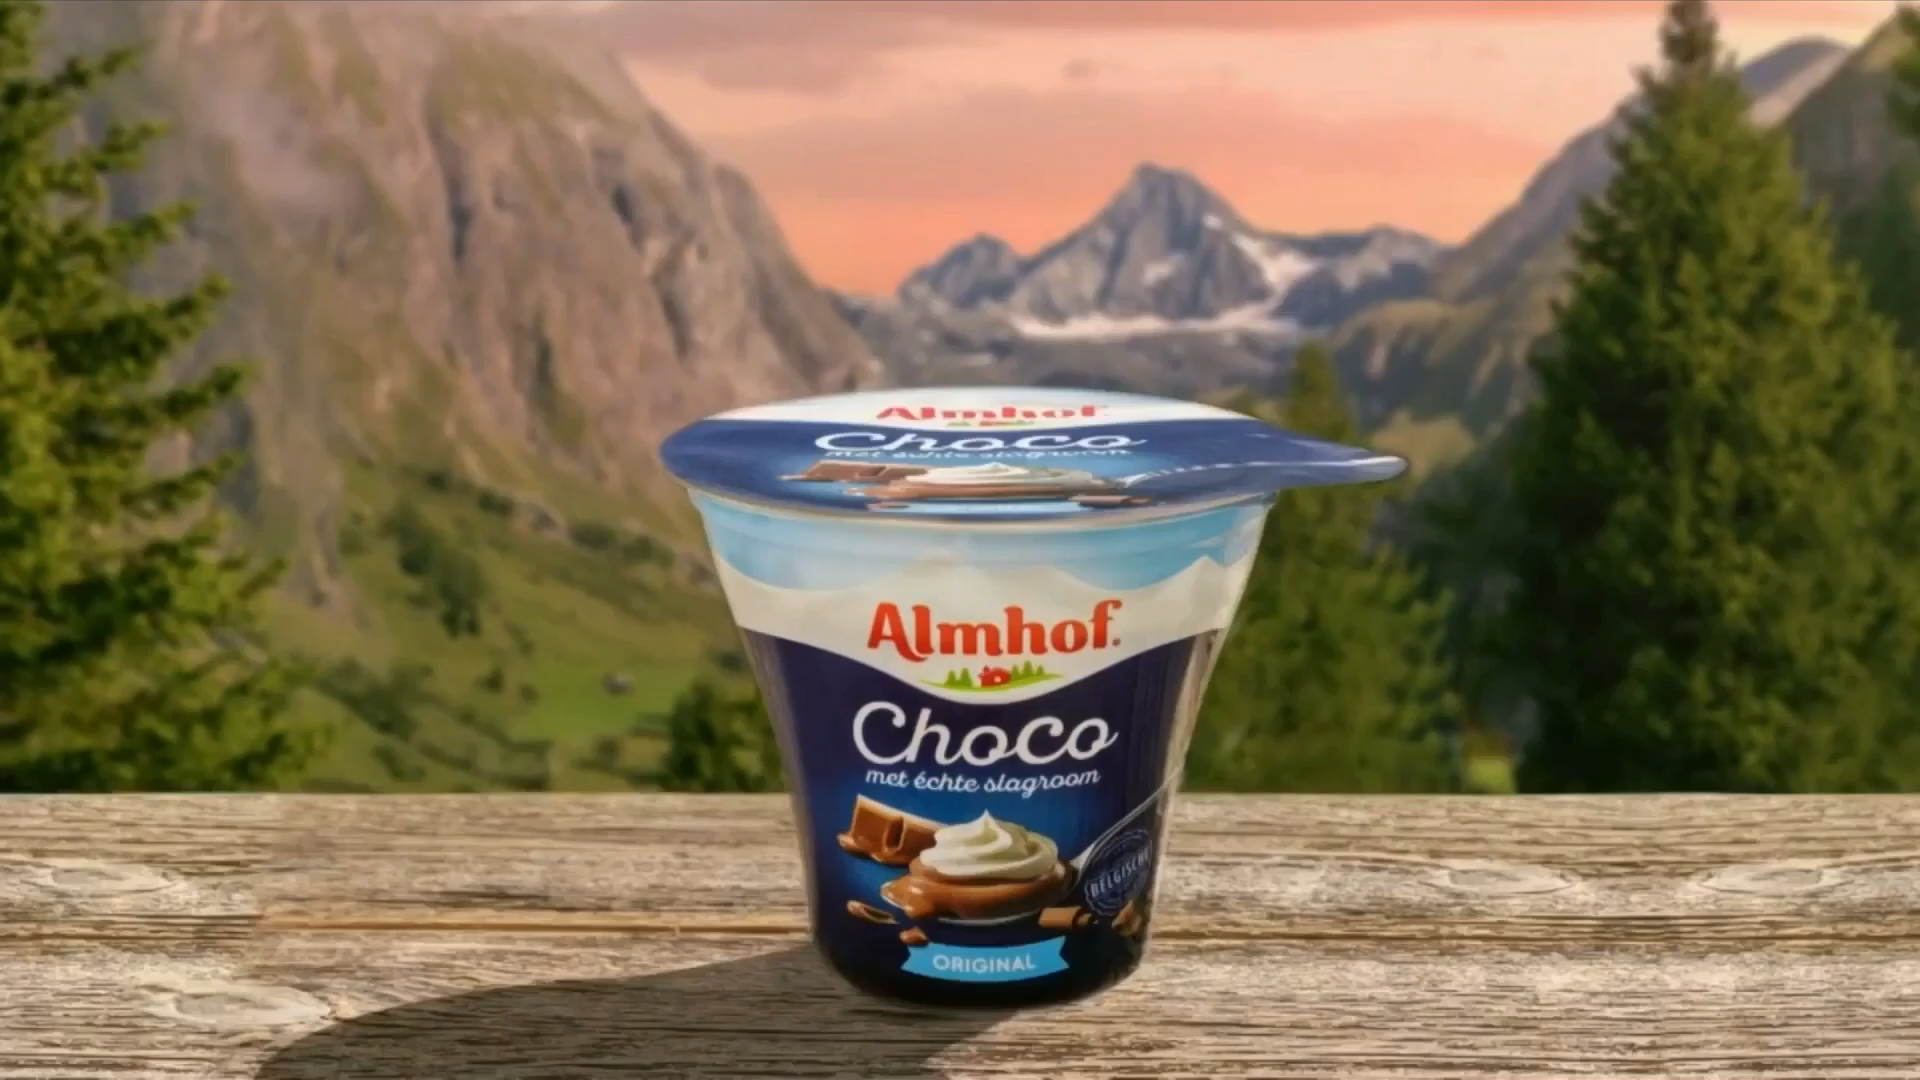 Almhof
Choco
met échte slagroom
Almhof
Choco
met échte slagroom
BELGISCHE
ORIGINAL